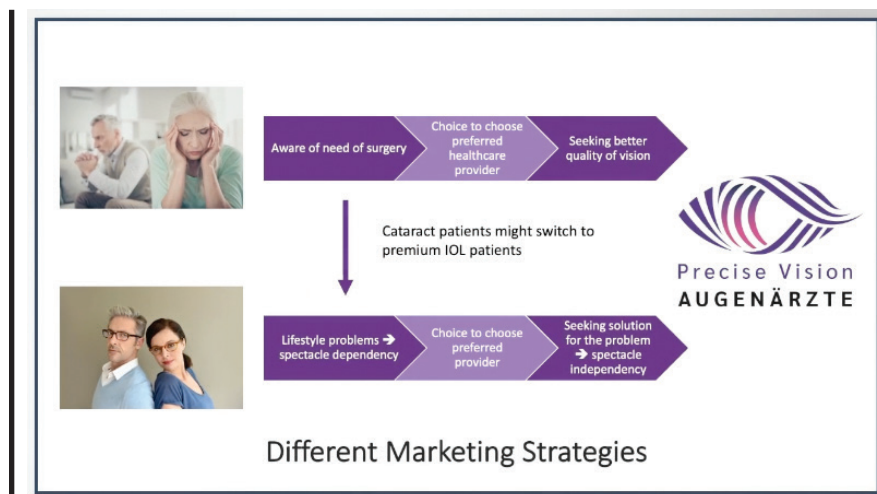 Aware of need of surgery
Choice to choose
preferred
healthcare
provider
Seeking better
quality of vision
Cataract patients might switch to
premium IOL patients
Precise Vision
AUGENÄRZTE
Lifestyle problems ➔
spectacle dependency
Choice to choose
preferred
provider
Seeking solution
for the problem
➔ spectacle
independency
Different Marketing Strategies